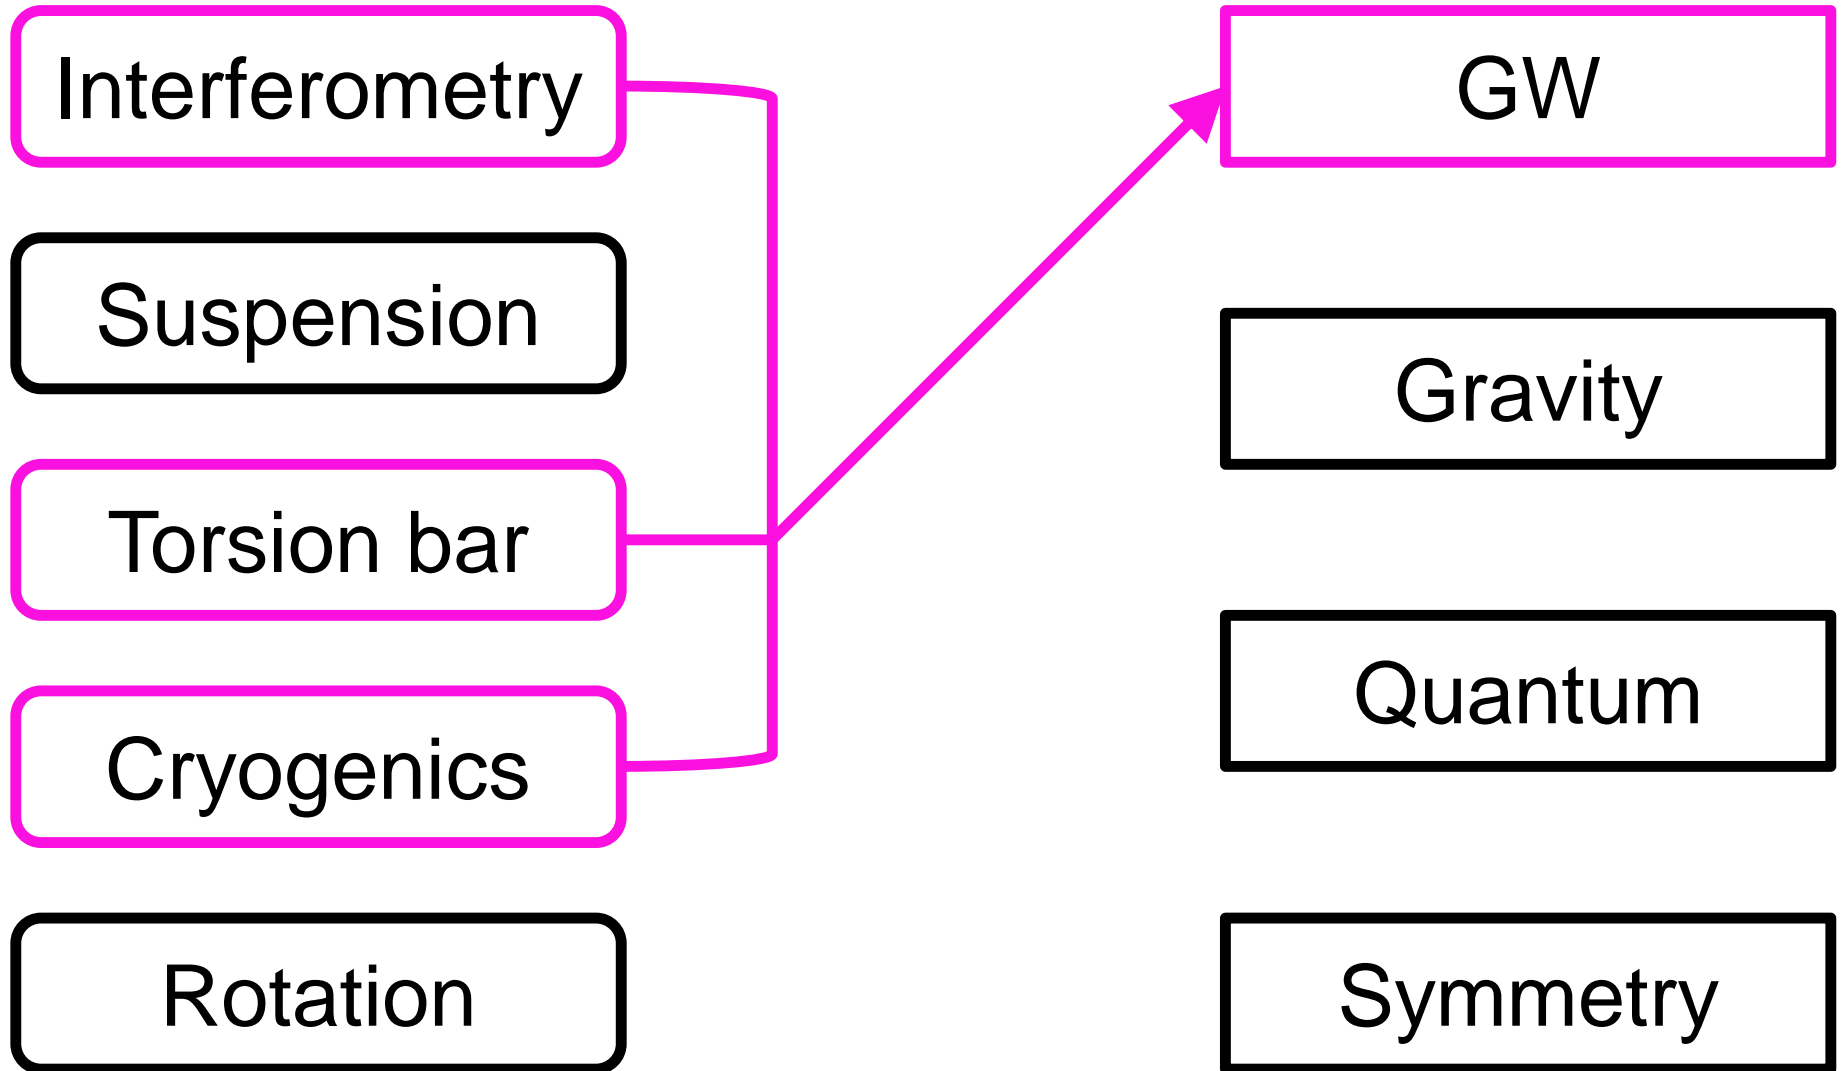 Interferometry
Suspension
Torsion bar
Cryogenics
Rotation
GW
Gravity
Quantum
Symmetry